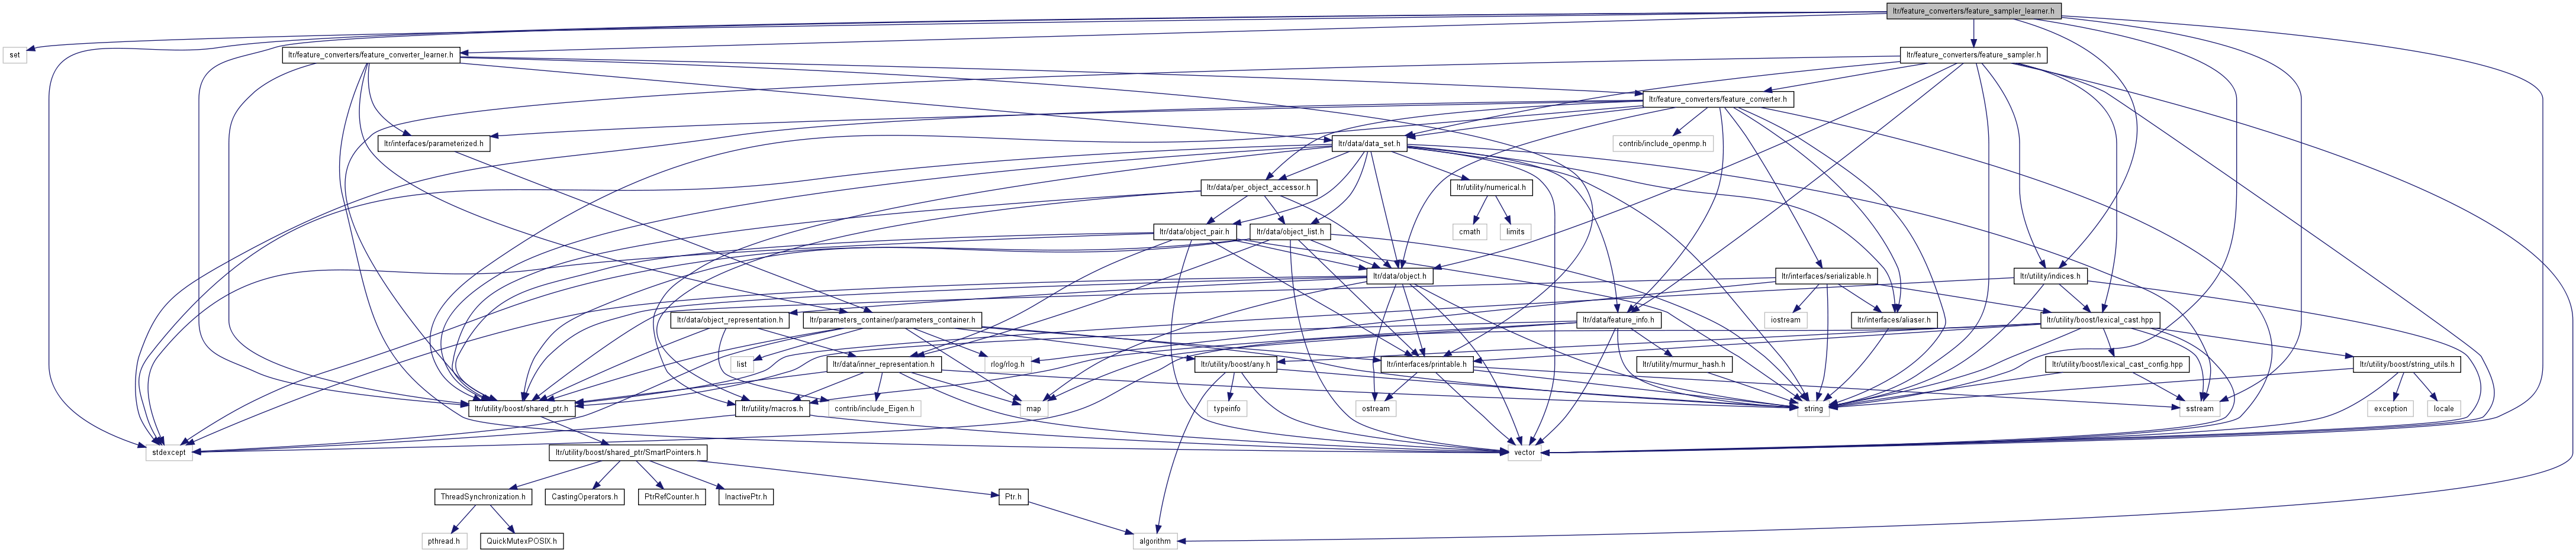 ltr/feature_converters/feature_sampler_learner.h
set
ltr/feature_converters/feature_converter_learner.h
ltr/feature_converters/feature_sampler.h
ltr/feature_converters/feature_converter.h
ltr/interfaces/parameterized.h
ltr/data/data_set.h
contrib/include_openmp.h
ltr/data/per_object_accessor.h
ltr/utility/numerical.h
ltr/data/object_pair.h
ltr/data/object_list.h
cmath
limits
ltr/data/object.h
ltr/interfaces/serializable.h
ltr/utility/indices.h
ltr/data/object_representation.h
ltr/parameters_container/parameters_container.h
ltr/data/feature_info.h
iostream
ltr/interfaces/aliaser.h
ltr/utility/boost/lexical_cast.hpp
list
ltr/data/inner_representation.h
rlog/rlog.h
ltr/utility/boost/any.h
ltr/interfaces/printable.h
ltr/utility/murmur_hash.h
ltr/utility/boost/lexical_cast_config.hpp
ltr/utility/boost/string_utils.h
ltr/utility/boost/shared_ptr.h
ltr/utility/macros.h
contrib/include_Eigen.h
map
typeinfo
ostream
string
sstream
exception
locale
stdexcept
ltr/utility/boost/shared_ptr/SmartPointers.h
vector
ThreadSynchronization.h
CastingOperators.h
PtrRefCounter.h
InactivePtr.h
Ptr.h
pthread.h
QuickMutexPOSIX.h
algorithm